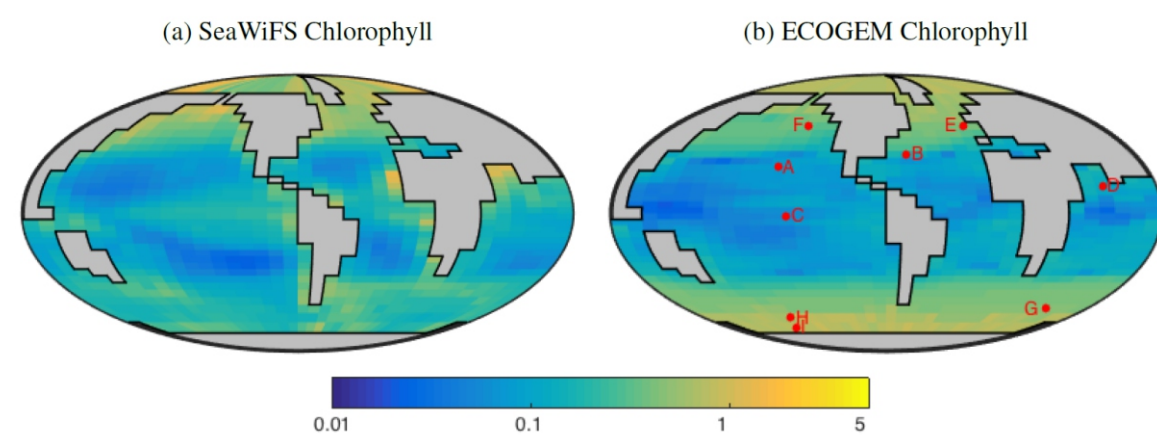 (a) SeaWiFS Chlorophyll
(b) ECOGEM Chlorophyll
F
E
B
A
D
C
G
H
I
0.01
0.1
1
5